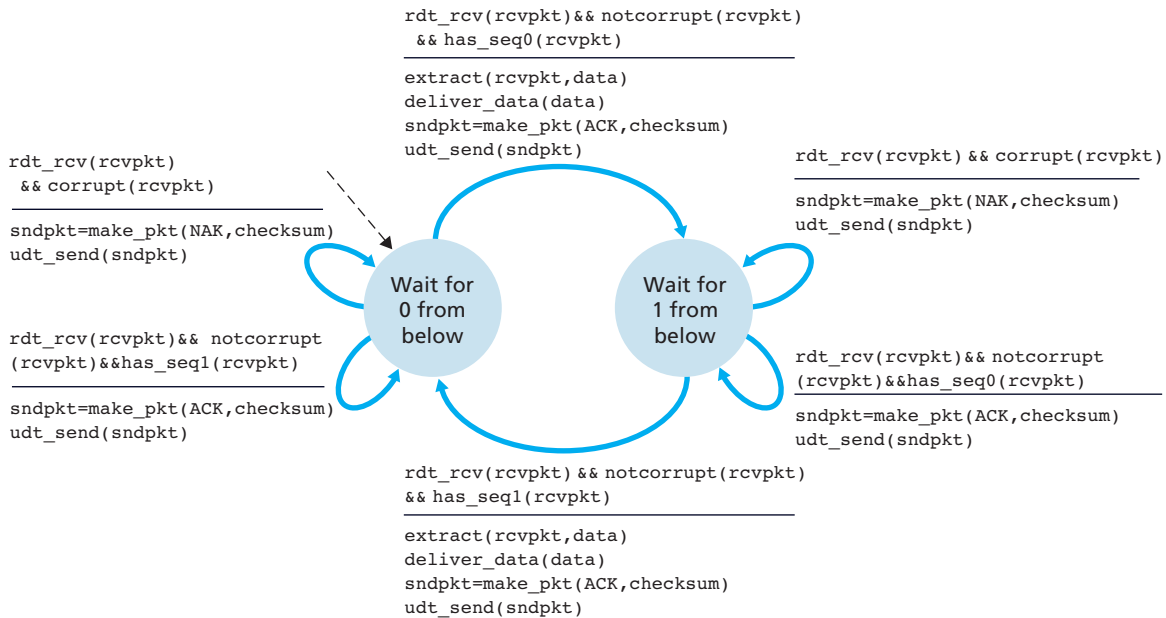 rdt_rcv(rcvpkt)&& notcorrupt(rcvpkt)
&& has_seq0(rcvpkt)
extract(rcvpkt,data)
deliver_data(data)
sndpkt=make_pkt(ACK,checksum)
udt_send(sndpkt)
rdt_rcv(rcvpkt)
&& corrupt(rcvpkt)
sndpkt=make_pkt(NAK,checksum)
udt_send(sndpkt)
rdt_rcv(rcvpkt) && corrupt(rcvpkt)
sndpkt=make_pkt(NAK,checksum)
udt_send(sndpkt)
Wait for
0 from
below
Wait for
1 from
below
rdt_rcv(rcvpkt)&& notcorrupt
(rcvpkt)&&has_seq1(rcvpkt)
sndpkt=make_pkt(ACK,checksum)
udt_send(sndpkt)
rdt_rcv(rcvpkt)&& notcorrupt
(rcvpkt)&&has_seq0(rcvpkt)
sndpkt=make_pkt(ACK,checksum)
udt_send(sndpkt)
rdt_rcv(rcvpkt) && notcorrupt(rcvpkt)
&& has_seq1(rcvpkt)
extract(rcvpkt,data)
deliver_data(data)
sndpkt=make_pkt(ACK,checksum)
udt_send(sndpkt)